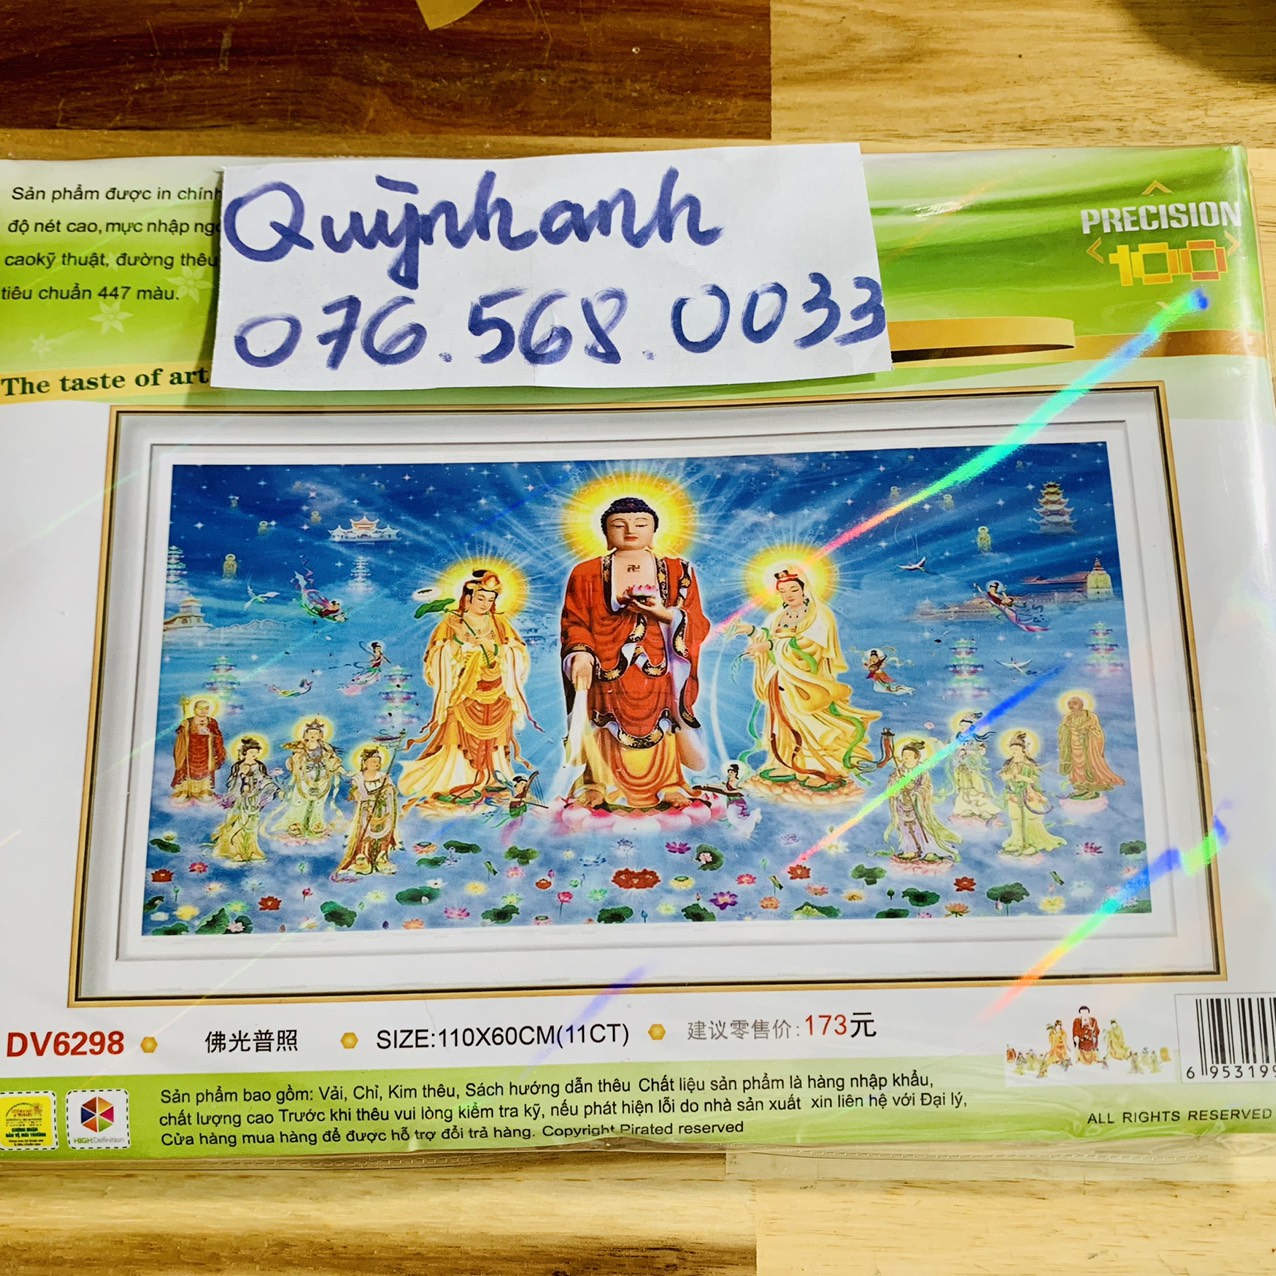 Quỳnhanh
076.568.0033
Sản phẩm được in chính
độ nét cao, mực nhập
caokỹ thuật, đường thêu
tiêu chuẩn 447 màu.
The taste of art
PRECISION
100
卍
DV6298 佛光普照 SIZE:110X60CM(11CT) 建议零售价:173元
6 953199
Sản phẩm bao gồm: Vải, Chỉ, Kim thêu, Sách hướng dẫn thêu Chất liệu sản phẩm là hàng nhập khẩu,
chất lượng cao Trước khi thêu vui lòng kiểm tra kỹ, nếu phát hiện lỗi do nhà sản xuất xin liên hệ với Đại lý,
Cửa hàng mua hàng để được hỗ trợ đổi trả hàng. Copyright Pirated reserved
HIGH Definition
ALL RIGHTS RESERVED